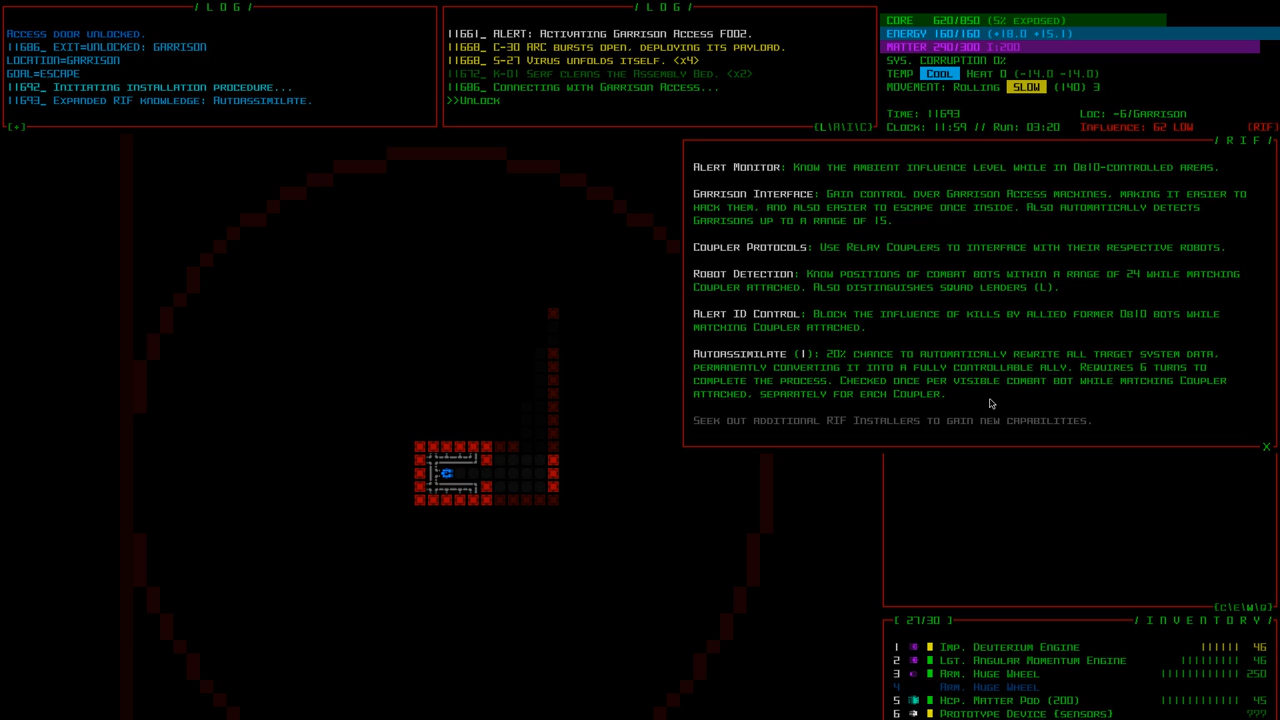 / L O G /
Access door unlocked.
11686_ EXIT=UNLOCKED: GARRISON
LOCATION=GARRISON
GOAL=ESCAPE
11692_ Initiating installation procedure...
11693_ Expanded RIF knowledge: Autoassimilate.
[+]
/ L O G /
11661_ ALERT: Activating Garrison Access F002.
11668_ C-30 ARC bursts open, deploying its payload.
11668_ S-27 Virus unfolds itself. <x4>
11672_ K-01 Serf cleans the Assembly Bed. <x2>
11686_ Connecting with Garrison Access...
>>Unlock
{L\A\I\C}
CORE 620/850 (5% EXPOSED)
ENERGY 160/160 (+18.0 +15.1)
MATTER 240/300 I:200
SYS. CORRUPTION 0%
TEMP Cool HEAT 0 (-14.0 -14.0)
MOVEMENT: Rolling SLOW (140) 3
Time: 11693 Loc: -6/Garrison
Clock: 11:59 // Run: 03:20 Influence: 62 LOW [RIF]
/ R I F /
Alert Monitor: Know the ambient influence level while in 0b10-controlled areas.
Garrison Interface: Gain control over Garrison Access machines, making it easier to
hack them, and also easier to escape once inside. Also automatically detects
Garrisons up to a range of 15.
Coupler Protocols: Use Relay Couplers to interface with their respective robots.
Robot Detection: Know positions of combat bots within a range of 24 while matching
Coupler attached. Also distinguishes squad leaders (L).
Alert ID Control: Block the influence of kills by allied former 0b10 bots while
matching Coupler attached.
Autoassimilate (1): 20% chance to automatically rewrite all target system data,
permanently converting it into a fully controllable ally. Requires 6 turns to
complete the process. Checked once per visible combat bot while matching Coupler
attached, separately for each Coupler.
Seek out additional RIF Installers to gain new capabilities.
X
{C\E\W\Q}
[ 27/30 ] / I N V E N T O R Y /
1 Imp. Deuterium Engine 46
2 Lgt. Angular Momentum Engine 46
3 Arm. Huge Wheel 250
4 Arm. Huge Wheel
5 Hcp. Matter Pod (200) 45
6 Prototype Device {Sensors} ???